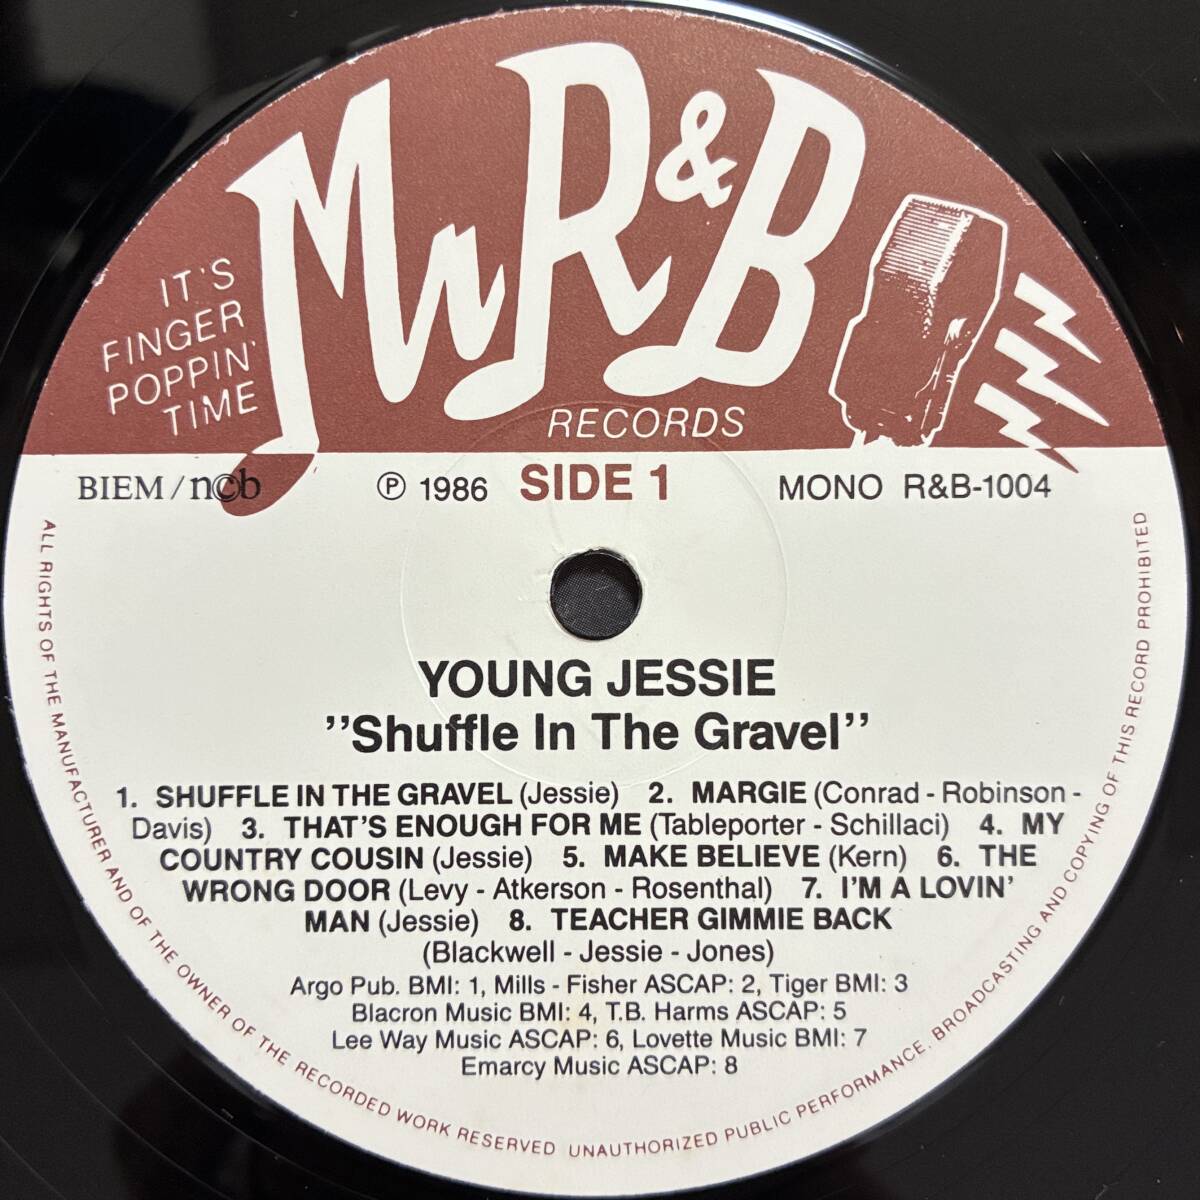 Mr R&B
RECORDS
IT'S
FINGER
POPPIN'
TIME
BIEM / n©b
℗ 1986 SIDE 1 MONO R&B-1004
YOUNG JESSIE
"Shuffle In The Gravel"
1. SHUFFLE IN THE GRAVEL (Jessie) 2. MARGIE (Conrad - Robinson -
Davis) 3. THAT'S ENOUGH FOR ME (Tableporter - Schillaci) 4. MY
COUNTRY COUSIN (Jessie) 5. MAKE BELIEVE (Kern) 6. THE
WRONG DOOR (Levy - Atkerson - Rosenthal) 7. I'M A LOVIN'
MAN (Jessie) 8. TEACHER GIMMIE BACK
(Blackwell - Jessie - Jones)
Argo Pub. BMI: 1, Mills - Fisher ASCAP: 2, Tiger BMI: 3
Blacron Music BMI: 4, T.B. Harms ASCAP: 5
Lee Way Music ASCAP: 6, Lovette Music BMI: 7
Emarcy Music ASCAP: 8
ALL RIGHTS OF THE MANUFACTURER AND OF THE OWNER OF THE RECORDED WORK RESERVED UNAUTHORIZED PUBLIC PERFORMANCE. BROADCASTING AND COPYING OF THIS RECORD PROHIBITED